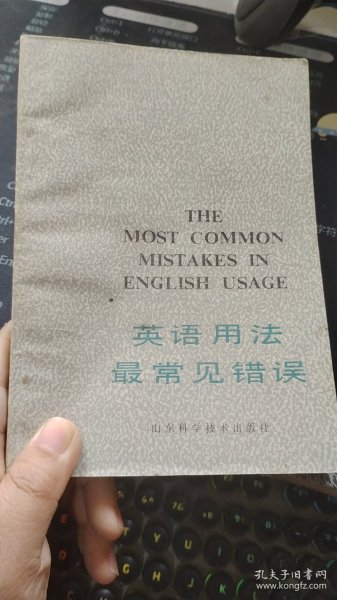 THE
MOST COMMON
MISTAKES IN
ENGLISH USAGE
英语用法
最常见错误
山东科学技术出版社
孔夫子旧书网
www.kongfz.com